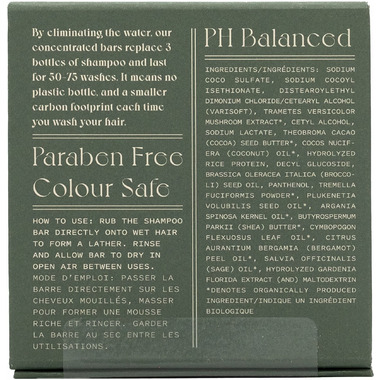 By eliminating the water, our
concentrated bars replace 3
bottles of shampoo and last
for 50-75 washes. It means no
plastic bottle, and a smaller
carbon footprint each time
you wash your hair.
Paraben Free
Colour Safe
HOW TO USE: RUB THE SHAMPOO
BAR DIRECTLY ONTO WET HAIR
TO FORM A LATHER. RINSE
AND ALLOW BAR TO DRY IN
OPEN AIR BETWEEN USES.
MODE D'EMPLOI: PASSER LA
BARRE DIRECTEMENT SUR LES
CHEVEUX MOUILLÉS, MASSER
POUR FORMER UNE MOUSSE
RICHE ET RINCER. GARDER
LA BARRE AU SEC ENTRE LES
UTILISATIONS.
PH Balanced
INGREDIENTS/INGRÉDIENTS: SODIUM
COCO SULFATE, SODIUM COCOYL
ISETHIONATE, DISTEAROYLETHYL
DIMONIUM CHLORIDE/CETEARYL ALCOHOL
(VARISOFT), TRAMETES VERSICOLOR
MUSHROOM EXTRACT*, CETYL ALCOHOL,
SODIUM LACTATE, THEOBROMA CACAO
(COCOA) SEED BUTTER*, COCOS NUCIF-
ERA (COCONUT) OIL*, HYDROLYZED
RICE PROTEIN, DECYL GLUCOSIDE,
BRASSICA OLERACEA ITALICA (BROCCO-
LI) SEED OIL, PANTHENOL, TREMELLA
FUCIFORMIS POWDER*, PLUKENETIA
VOLUBILIS SEED OIL*, ARGANIA
SPINOSA KERNEL OIL*, BUTYROSPERMUM
PARKII (SHEA) BUTTER*, CYMBOPOGON
FLEXUOSUS LEAF OIL*, CITRUS
AURANTIUM BERGAMIA (BERGAMOT)
PEEL OIL*, SALVIA OFFICINALIS
(SAGE) OIL*, HYDROLYZED GARDENIA
FLORIDA EXTRACT (AND) MALTODEXTRIN
*DENOTES ORGANICALLY PRODUCED
INGREDIENT/INDIQUE UN INGRÉDIENT
BIOLOGIQUE